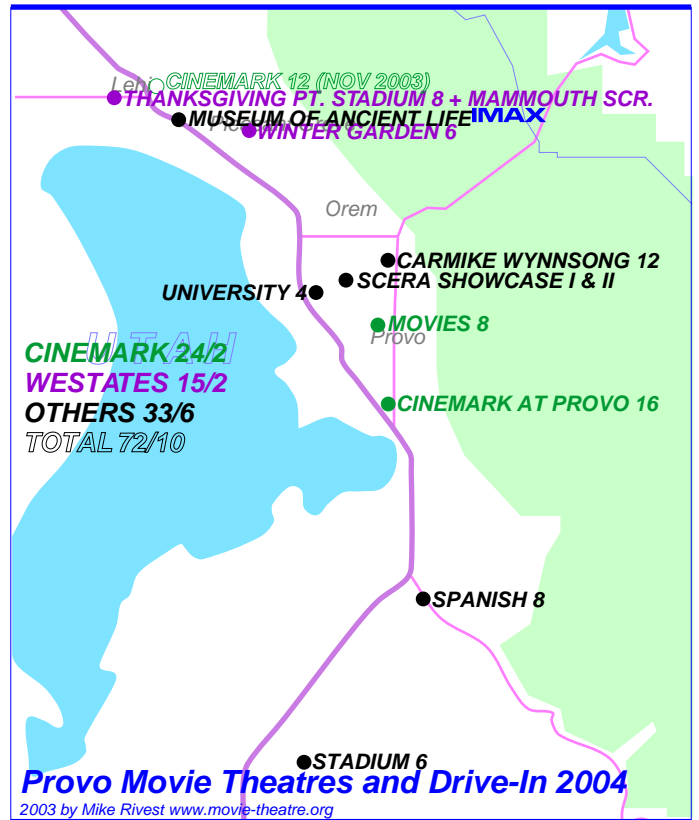 Lehi
CINEMARK 12 (NOV 2003)
THANKSGIVING PT. STADIUM 8 + MAMMOUTH SCR.
MUSEUM OF ANCIENT LIFE IMAX
WINTER GARDEN 6
Orem
CARMIKE WYNNSONG 12
SCERA SHOWCASE I & II
UNIVERSITY 4
MOVIES 8
Provo
UTAH
CINEMARK 24/2
WESTATES 15/2
OTHERS 33/6
TOTAL 72/10
CINEMARK AT PROVO 16
SPANISH 8
STADIUM 6
Provo Movie Theatres and Drive-In 2004
2003 by Mike Rivest www.movie-theatre.org